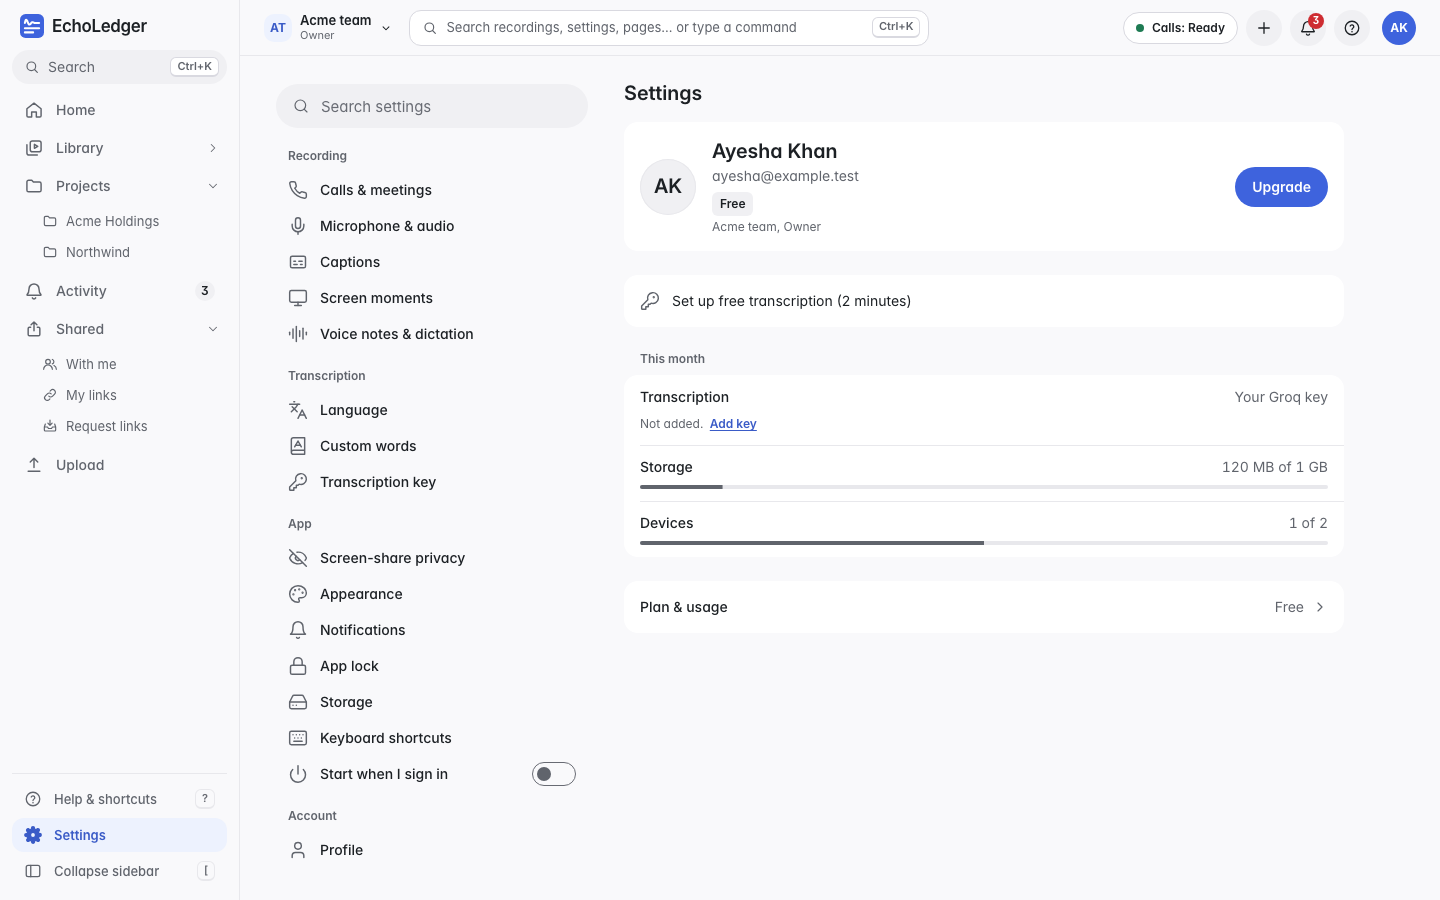 EchoLedger
Search Ctrl+K
Home
Library
Projects
Acme Holdings
Northwind
Activity 3
Shared
With me
My links
Request links
Upload
Help & shortcuts ?
Settings
Collapse sidebar [
AT Acme team
Owner
Search recordings, settings, pages... or type a command Ctrl+K
Calls: Ready
3
AK
Search settings
Recording
Calls & meetings
Microphone & audio
Captions
Screen moments
Voice notes & dictation
Transcription
Language
Custom words
Transcription key
App
Screen-share privacy
Appearance
Notifications
App lock
Storage
Keyboard shortcuts
Start when I sign in
Account
Profile
Settings
AK
Ayesha Khan
ayesha@example.test
Free
Acme team, Owner
Upgrade
Set up free transcription (2 minutes)
This month
Transcription Your Groq key
Not added. Add key
Storage 120 MB of 1 GB
Devices 1 of 2
Plan & usage Free